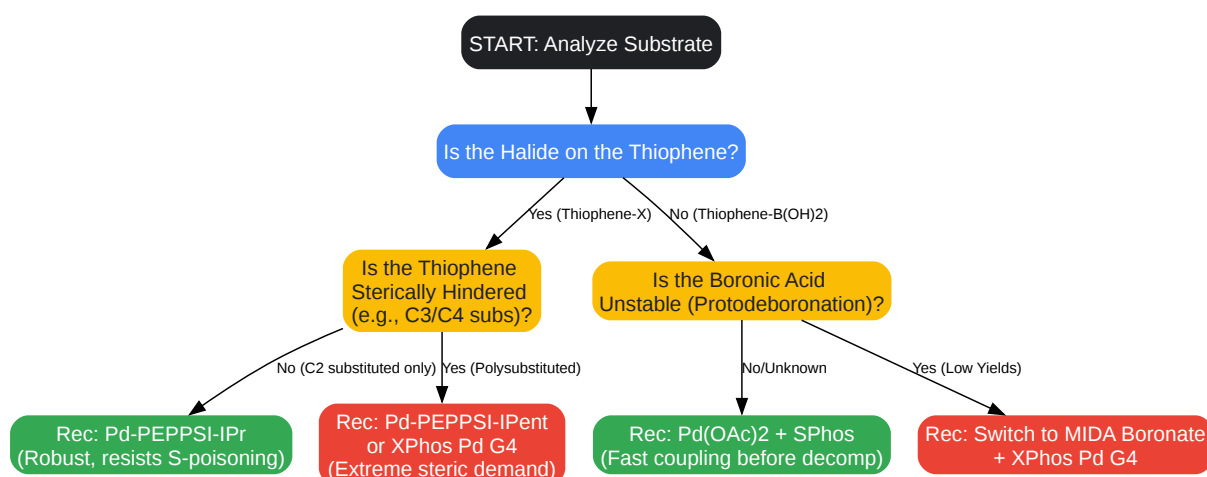 START: Analyze Substrate
Is the Halide on the Thiophene?
Yes (Thiophene-X)
No (Thiophene-B(OH)2)
Is the Thiophene
Sterically Hindered
(e.g., C3/C4 subs)?
Is the Boronic Acid
Unstable (Protodeboronation)?
No (C2 substituted only)
Yes (Polysubstituted)
No/Unknown
Yes (Low Yields)
Rec: Pd-PEPPSI-IPr
(Robust, resists S-poisoning)
Rec: Pd-PEPPSI-IPent
or XPhos Pd G4
(Extreme steric demand)
Rec: Pd(OAc)2 + SPhos
(Fast coupling before decomp)
Rec: Switch to MIDA Boronate
+ XPhos Pd G4